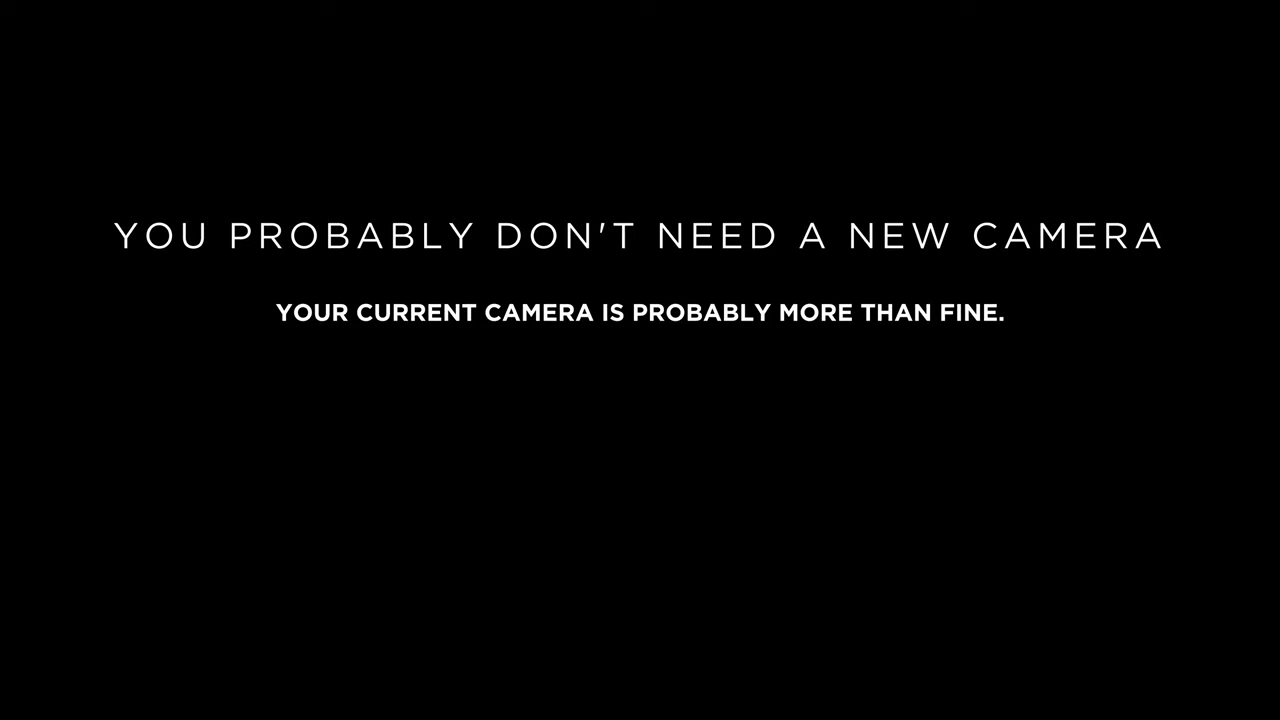 YOU PROBABLY DON'T NEED A NEW CAMERA
YOUR CURRENT CAMERA IS PROBABLY MORE THAN FINE.